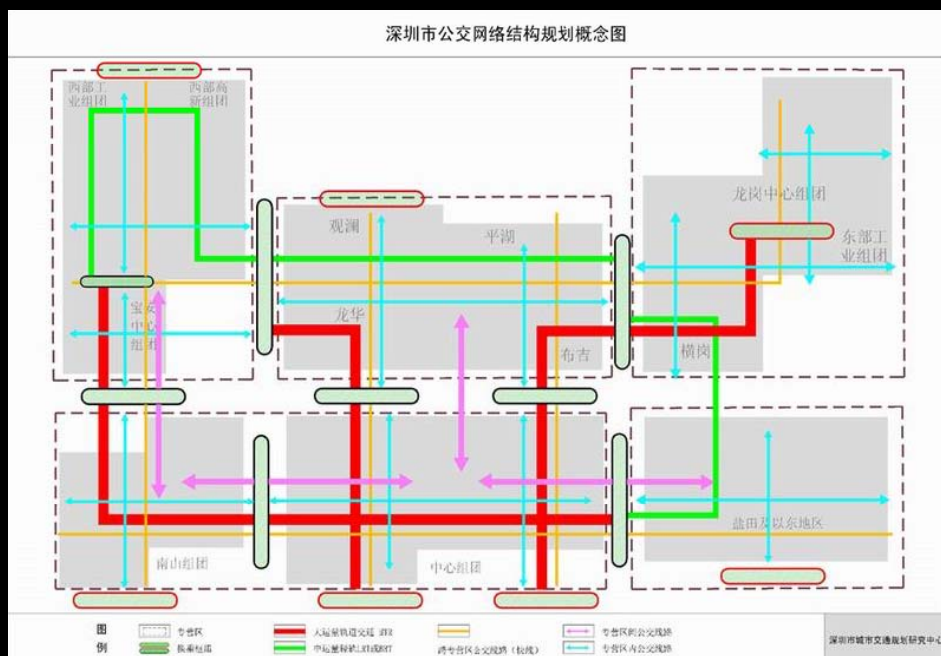 深圳市公交网络结构规划概念图
西部工
业组团
西部高
新组团
观澜
平湖
龙岗中心组团
东部工
业组团
宝安
中心
组团
龙华
布吉
横岗
南山组团
中心组团
盐田及以东地区
图
例
专营区
换乘枢纽
大运量轨道交通
中运量轻轨LRT或BRT
跨专营区公交线路
专营区间公交线路
专营区内公交线路
深圳市城市交通规划研究中心